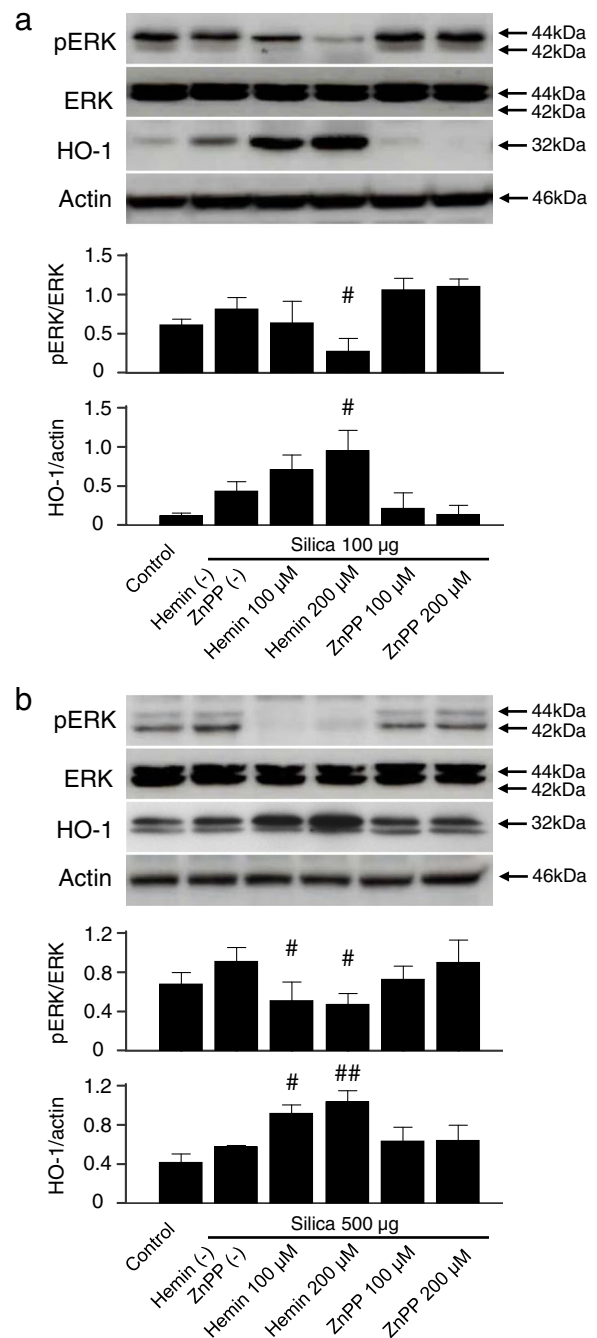 a
pERK
44kDa
42kDa
ERK
44kDa
42kDa
HO-1
32kDa
Actin
46kDa
pERK/ERK
1.5
1.0
0.5
0
#
HO-1/actin
1.5
1.0
0.5
0
#
Silica 100 µg
Control
Hemin (-)
ZnPP (-)
Hemin 100 µM
Hemin 200 µM
ZnPP 100 µM
ZnPP 200 µM
b
pERK
44kDa
42kDa
ERK
44kDa
42kDa
HO-1
32kDa
Actin
46kDa
pERK/ERK
1.2
0.8
0.4
0
#
#
HO-1/actin
1.2
0.8
0.4
0
#
##
Silica 500 µg
Control
Hemin (-)
ZnPP (-)
Hemin 100 µM
Hemin 200 µM
ZnPP 100 µM
ZnPP 200 µM